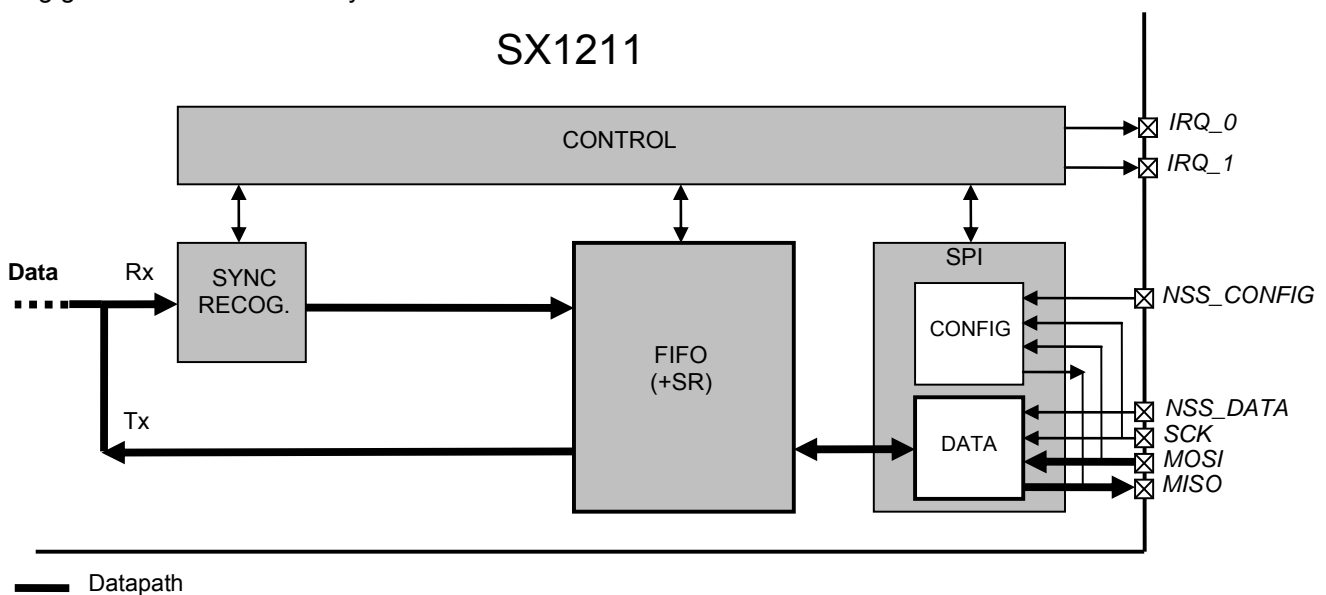 SX1211
CONTROL
IRQ_0
IRQ_1
Data
Rx
SYNC
RECOG.
SPI
NSS_CONFIG
CONFIG
FIFO
(+SR)
Tx
NSS_DATA
DATA
SCK
MOSI
MISO
Datapath